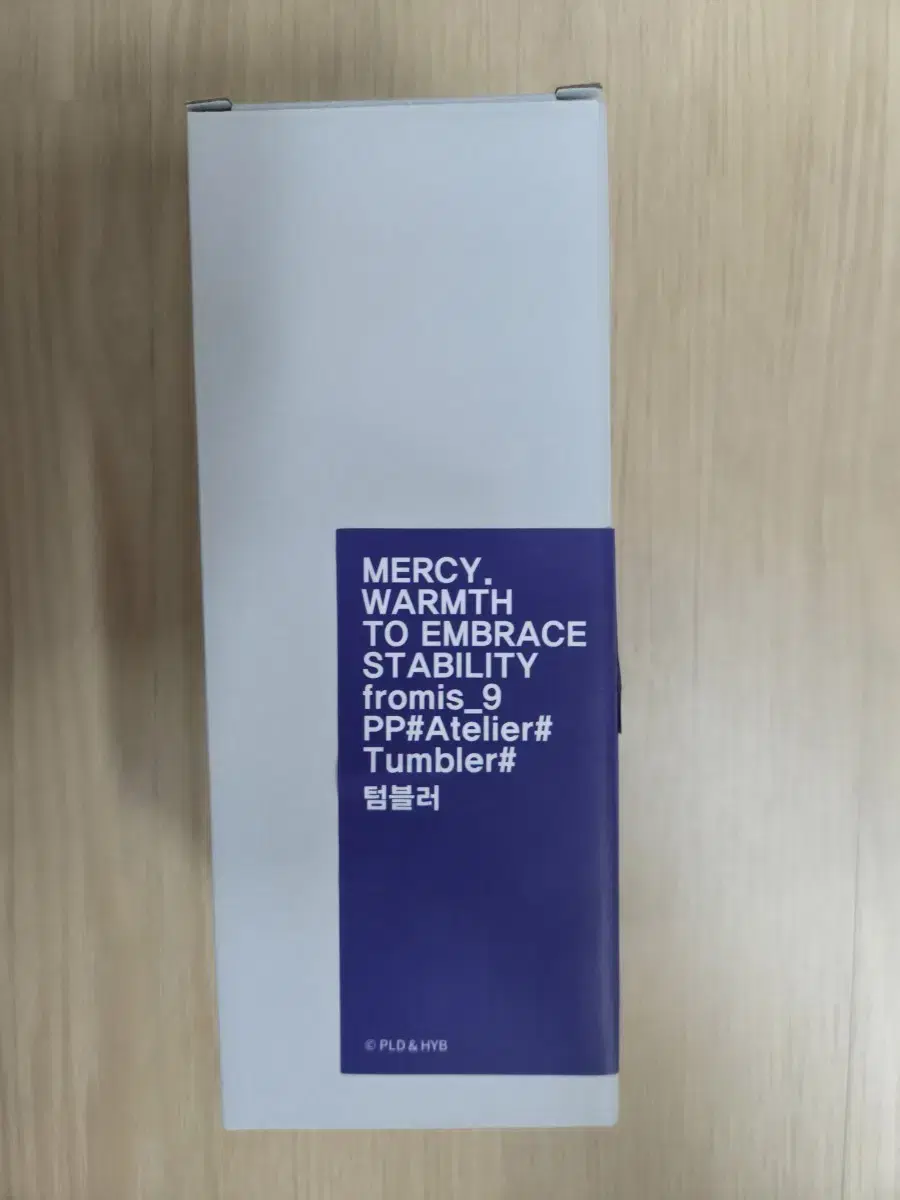 MERCY.
WARMTH
TO EMBRACE
STABILITY
fromis_9
PP#Atelier#
Tumbler#
텀블러
© PLD & HYB